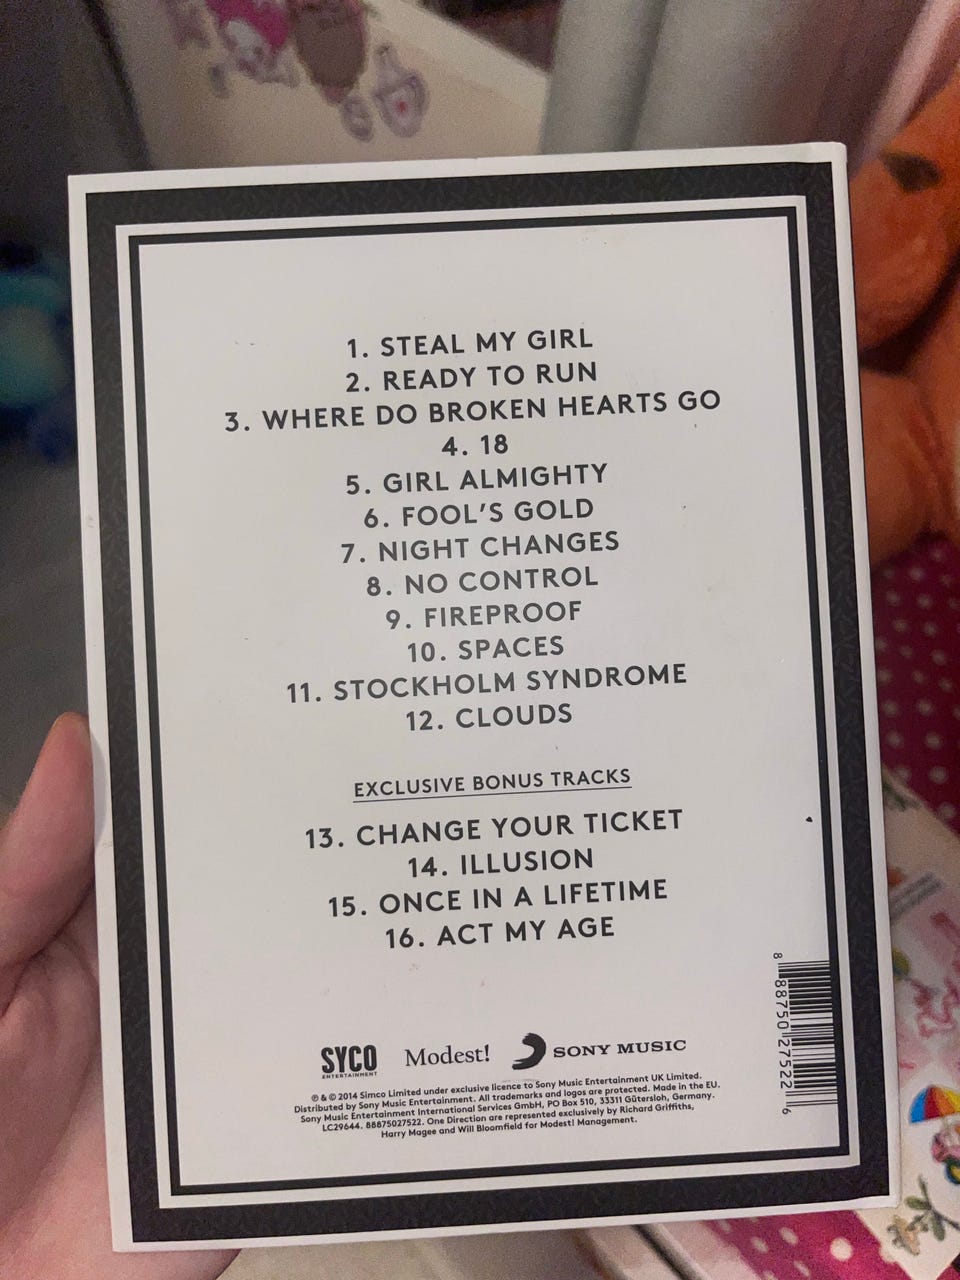 1. STEAL MY GIRL
2. READY TO RUN
3. WHERE DO BROKEN HEARTS GO
4. 18
5. GIRL ALMIGHTY
6. FOOL'S GOLD
7. NIGHT CHANGES
8. NO CONTROL
9. FIREPROOF
10. SPACES
11. STOCKHOLM SYNDROME
12. CLOUDS
EXCLUSIVE BONUS TRACKS
13. CHANGE YOUR TICKET
14. ILLUSION
15. ONCE IN A LIFETIME
16. ACT MY AGE
8 88750 27522 6
SYCO
ENTERTAINMENT
Modest!
SONY MUSIC
℗ & © 2014 Simco Limited under exclusive licence to Sony Music Entertainment UK Limited.
Distributed by Sony Music Entertainment. All trademarks and logos are protected. Made in the EU.
Sony Music Entertainment International Services GmbH, PO Box 510, 33311 Gütersloh, Germany.
LC29644. 88875027522. One Direction are represented exclusively by Richard Griffiths,
Harry Magee and Will Bloomfield for Modest! Management.